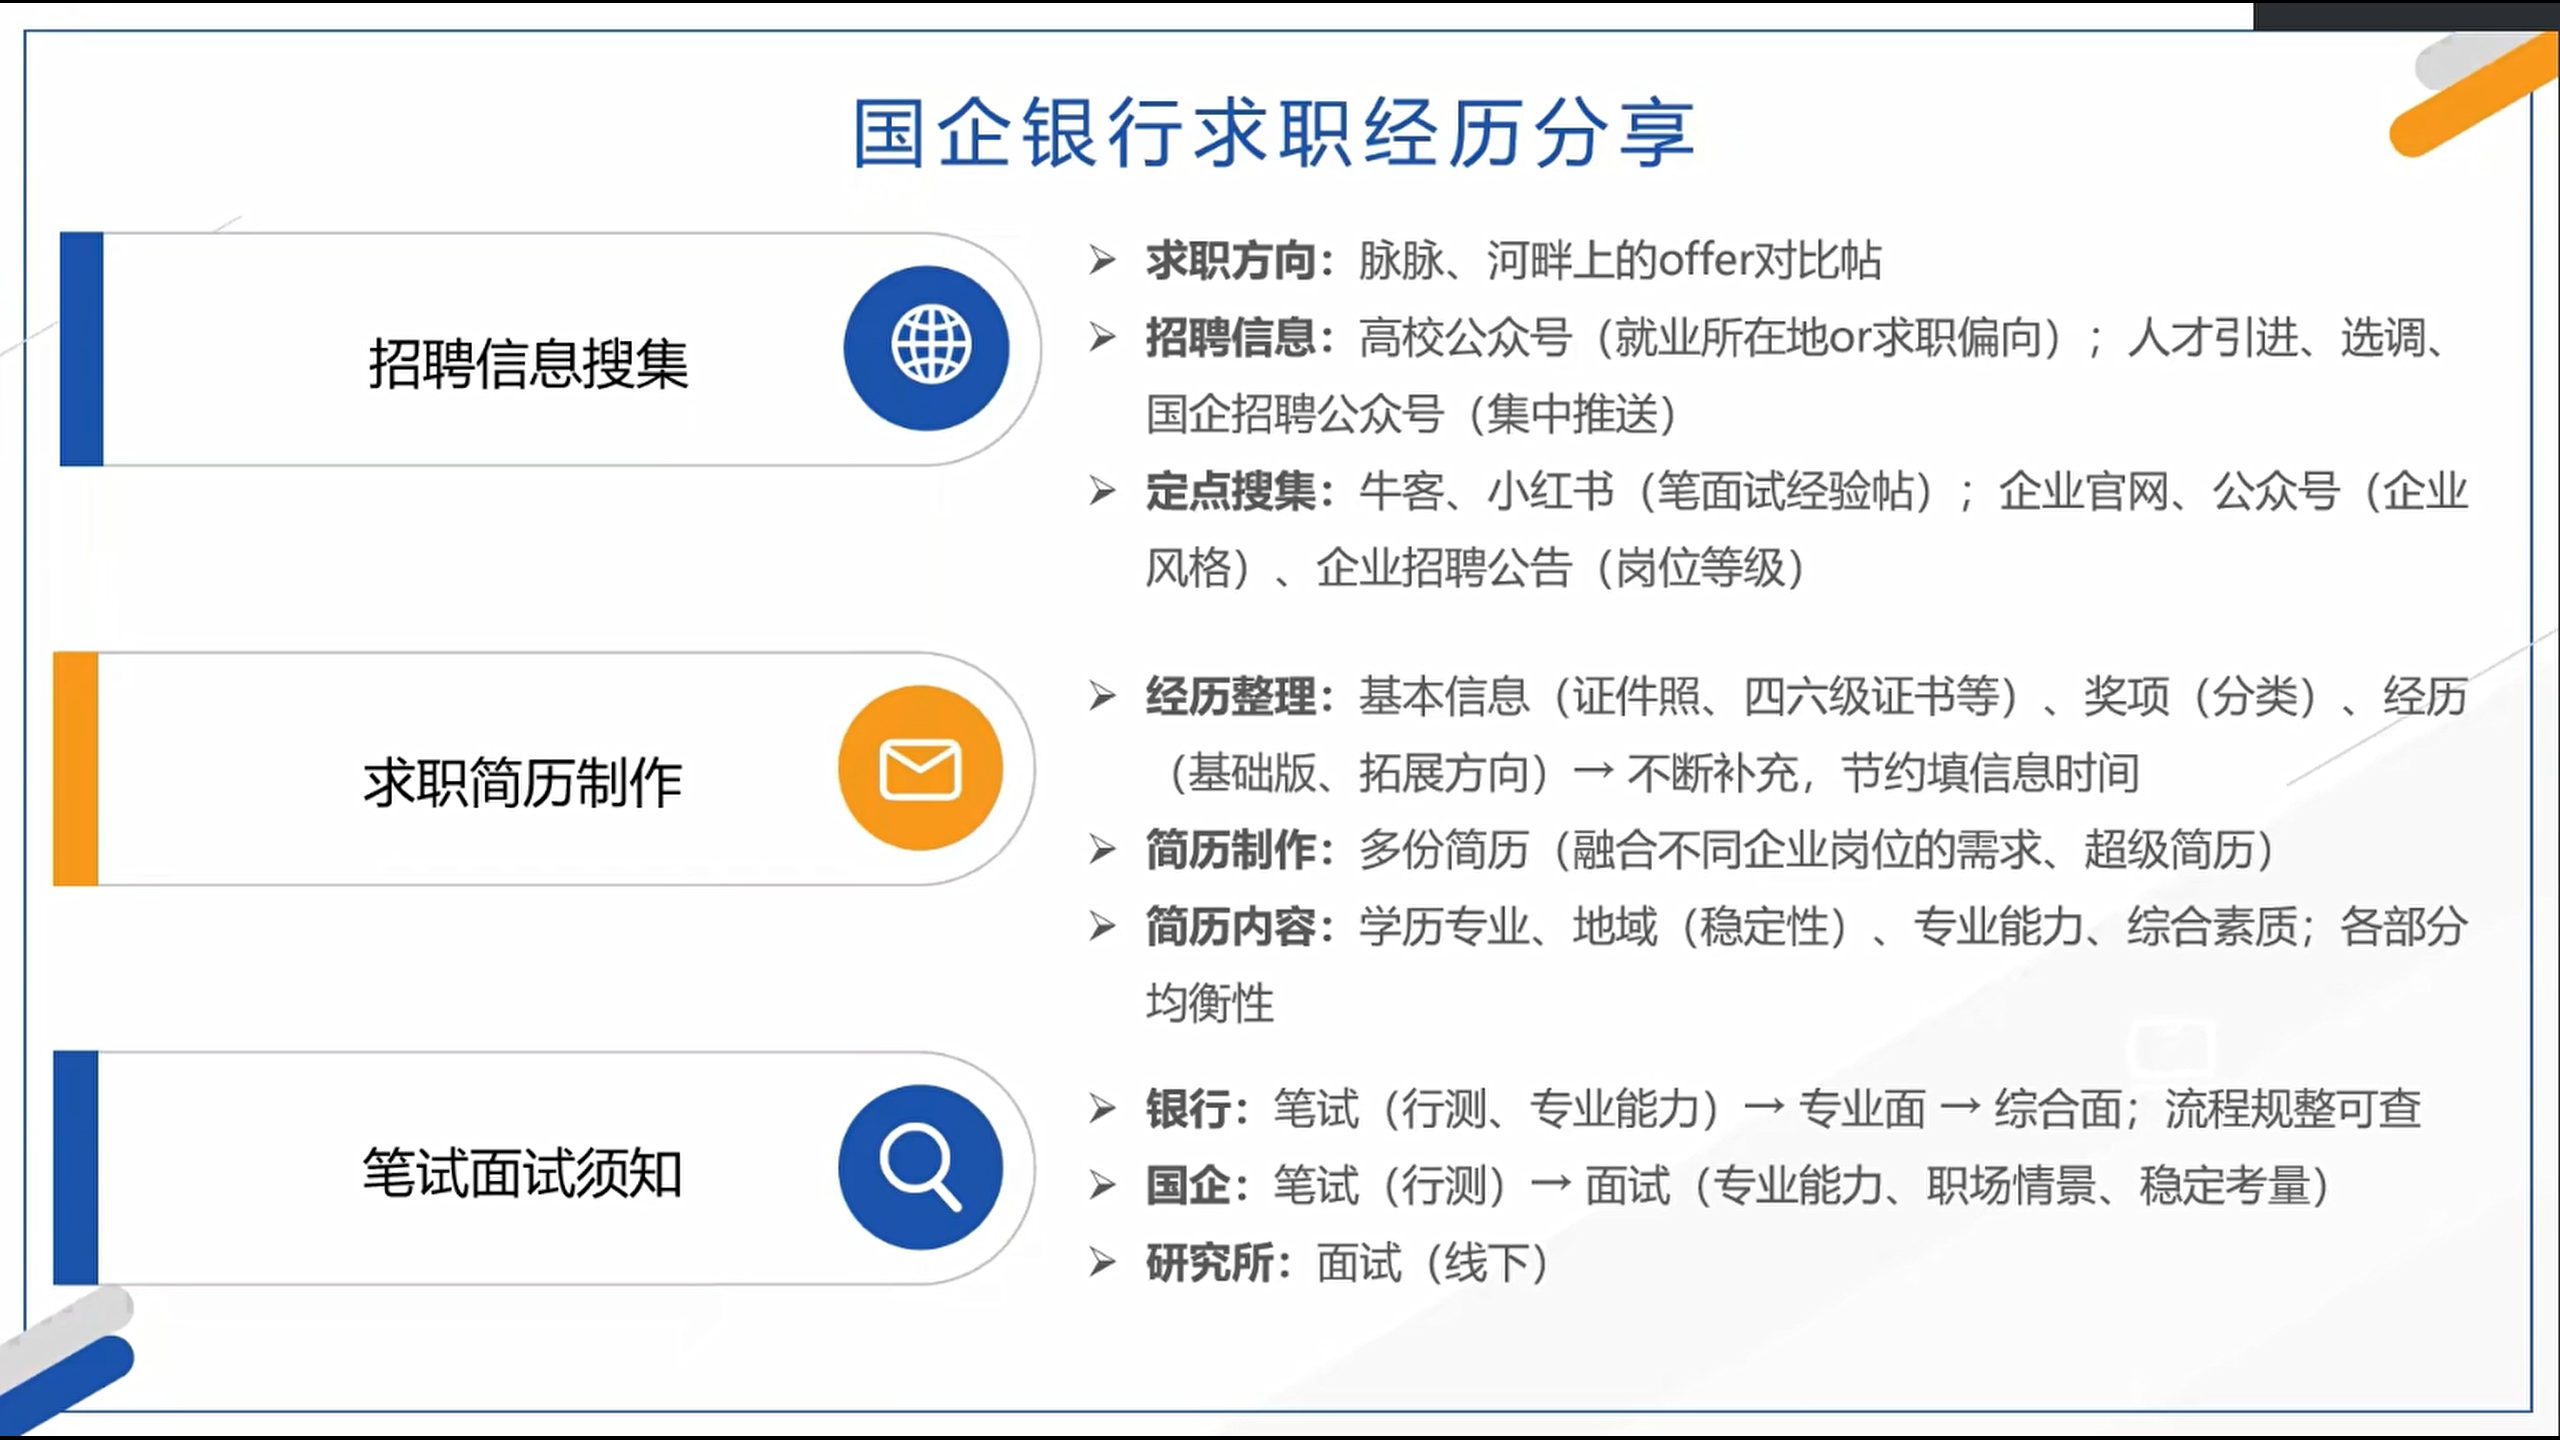 国企银行求职经历分享
招聘信息搜集
求职方向：脉脉、河畔上的offer对比帖
招聘信息：高校公众号（就业所在地or求职偏向）；人才引进、选调、
国企招聘公众号（集中推送）
定点搜集：牛客、小红书（笔面试经验帖）；企业官网、公众号（企业
风格）、企业招聘公告（岗位等级）
求职简历制作
经历整理：基本信息（证件照、四六级证书等）、奖项（分类）、经历
（基础版、拓展方向）→ 不断补充，节约填信息时间
简历制作：多份简历（融合不同企业岗位的需求、超级简历）
简历内容：学历专业、地域（稳定性）、专业能力、综合素质；各部分
均衡性
笔试面试须知
银行：笔试（行测、专业能力）→ 专业面 → 综合面；流程规整可查
国企：笔试（行测）→ 面试（专业能力、职场情景、稳定考量）
研究所：面试（线下）